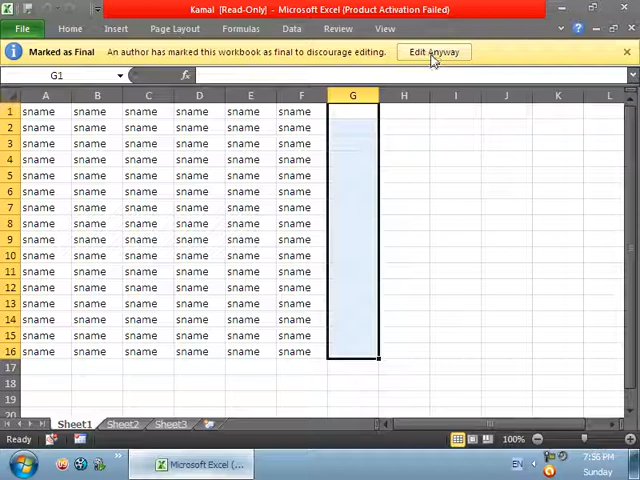 Kamal [Read-Only] - Microsoft Excel (Product Activation Failed)
File Home Insert Page Layout Formulas Data Review View
Marked as Final An author has marked this workbook as final to discourage editing. Edit Anyway
G1 fx
A B C D E F G H I J K L
1 sname sname sname sname sname sname
2 sname sname sname sname sname sname
3 sname sname sname sname sname sname
4 sname sname sname sname sname sname
5 sname sname sname sname sname sname
6 sname sname sname sname sname sname
7 sname sname sname sname sname sname
8 sname sname sname sname sname sname
9 sname sname sname sname sname sname
10 sname sname sname sname sname sname
11 sname sname sname sname sname sname
12 sname sname sname sname sname sname
13 sname sname sname sname sname sname
14 sname sname sname sname sname sname
15 sname sname sname sname sname sname
16 sname sname sname sname sname sname
17
18
19
20
Sheet1 Sheet2 Sheet3
Ready 100%
Microsoft Excel (... EN 7:56 PM
Sunday